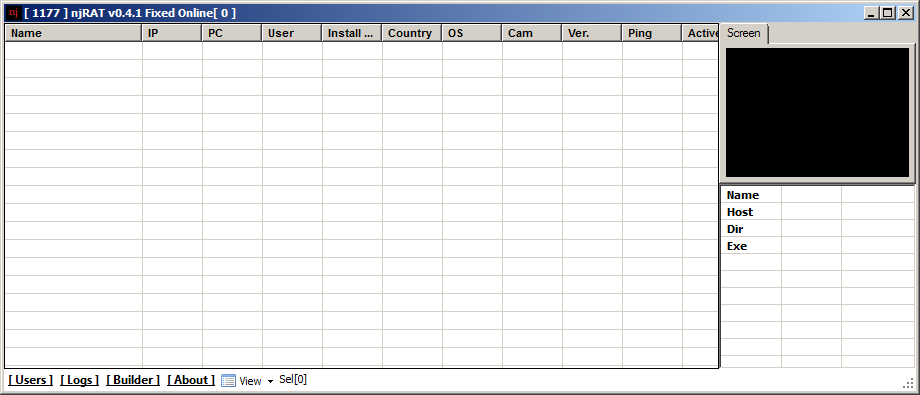 nj [ 1177 ] njRAT v0.4.1 Fixed Online[ 0 ]
Name IP PC User Install ... Country OS Cam Ver. Ping Active
Screen
Name
Host
Dir
Exe
[ Users ] [ Logs ] [ Builder ] [ About ] View Sel[0]